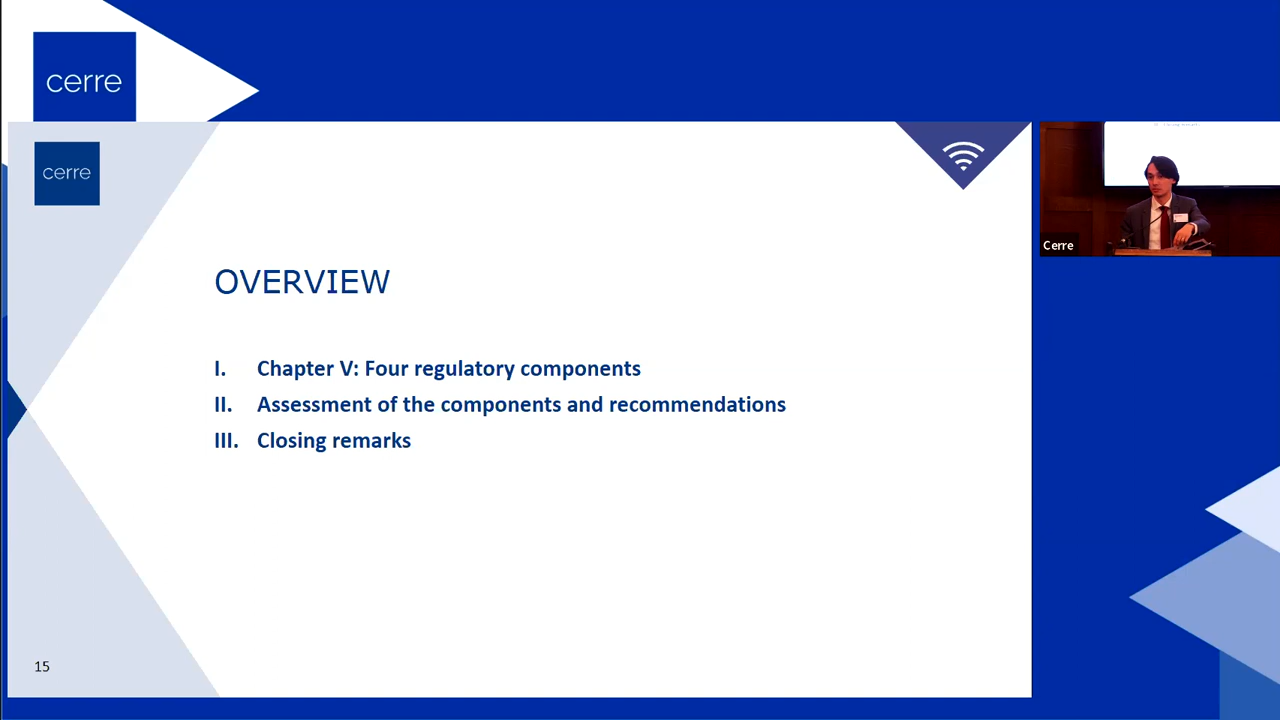 cerre
cerre
OVERVIEW
I. Chapter V: Four regulatory components
II. Assessment of the components and recommendations
III. Closing remarks
15
Cerre